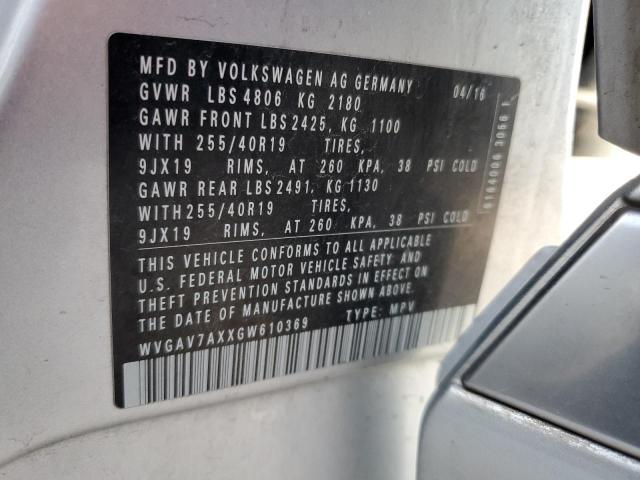 MFD BY VOLKSWAGEN AG GERMANY 04/16
GVWR LBS 4806 KG 2180
GAWR FRONT LBS 2425, KG 1100
WITH 255/40R19 TIRES,
9JX19 RIMS, AT 260 KPA, 38 PSI COLD
GAWR REAR LBS 2491, KG 1130
WITH 255/40R19 TIRES,
9JX19 RIMS, AT 260 KPA, 38 PSI COLD
THIS VEHICLE CONFORMS TO ALL APPLICABLE
U.S. FEDERAL MOTOR VEHICLE SAFETY AND
THEFT PREVENTION STANDARDS IN EFFECT ON
THE DATE OF MANUFACTURE SHOWN ABOVE.
WVGAV7AXXGW610369 TYPE: MPV